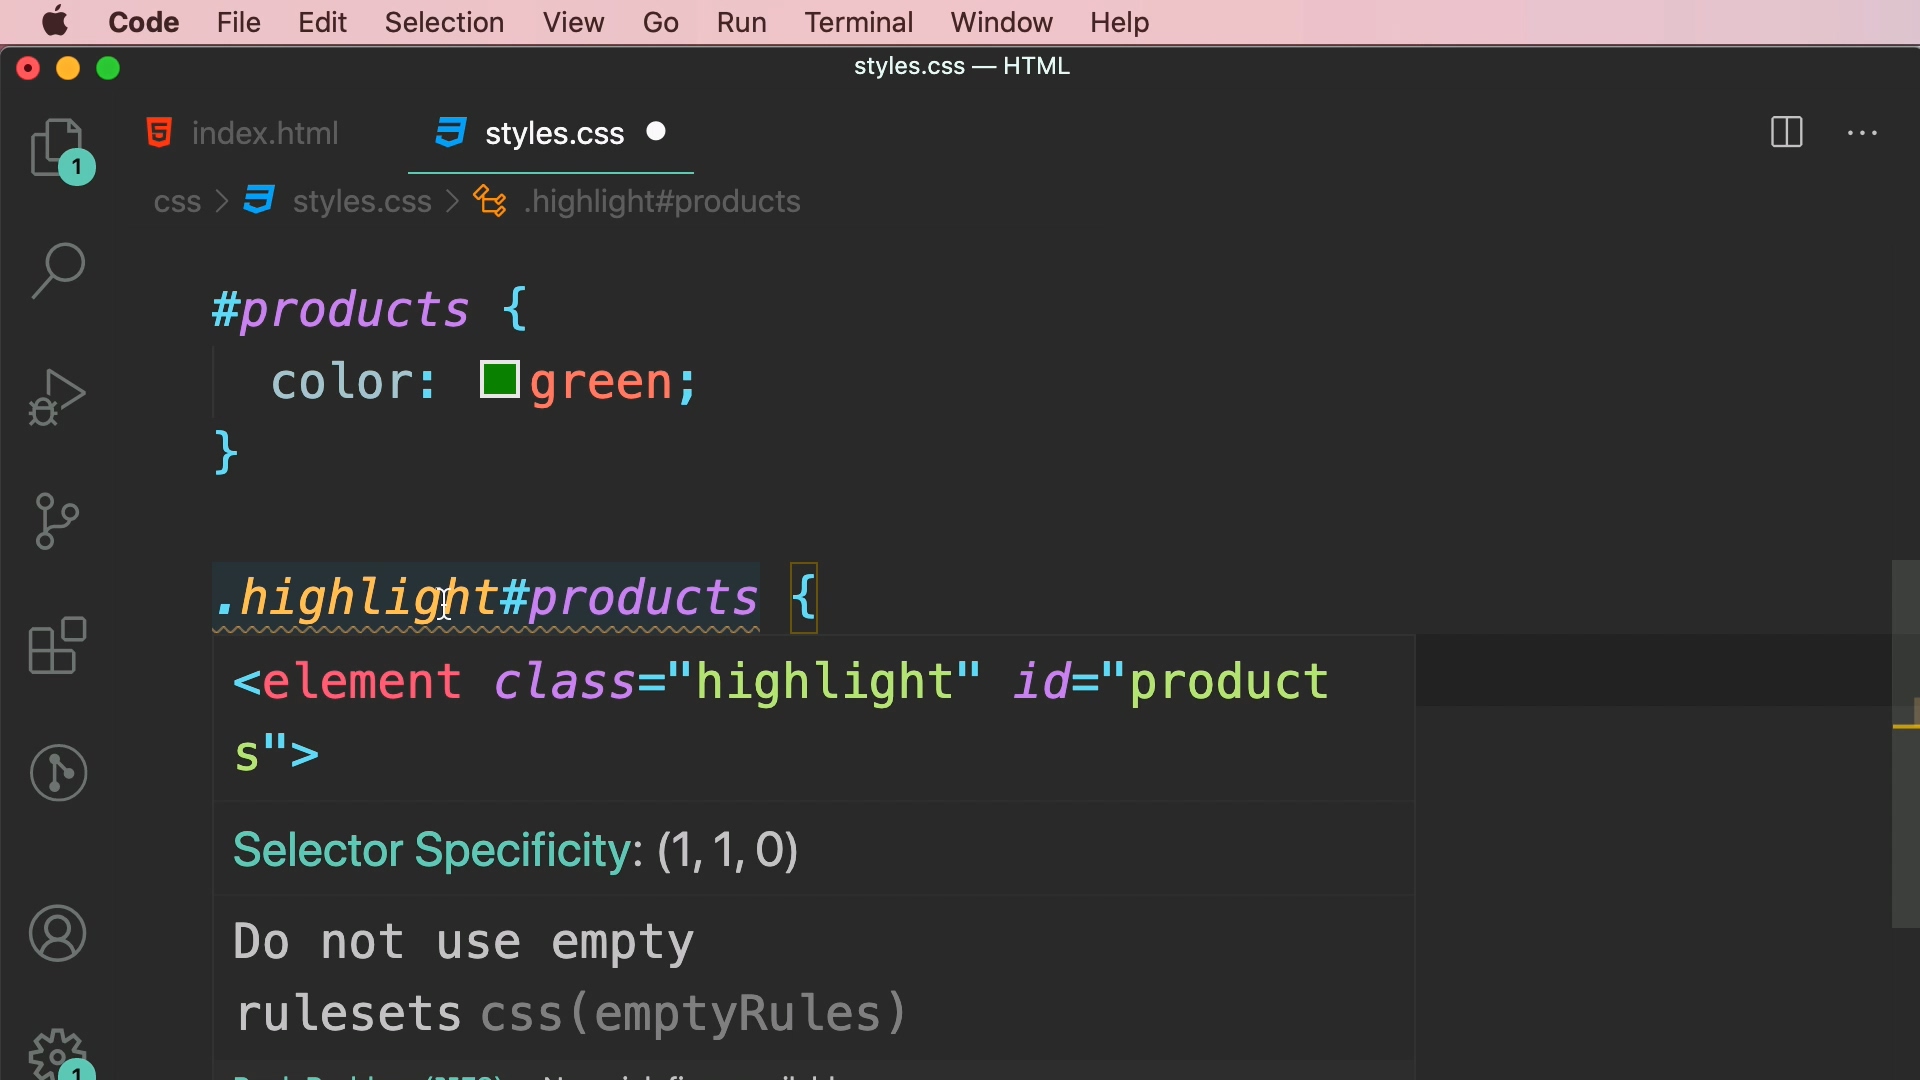 Code File Edit Selection View Go Run Terminal Window Help
styles.css — HTML
index.html styles.css
1
css > styles.css > .highlight#products
#products {
color: green;
}
.highlight#products {
<element class="highlight" id="product
s">
Selector Specificity: (1, 1, 0)
Do not use empty
rulesets css(emptyRules)
1